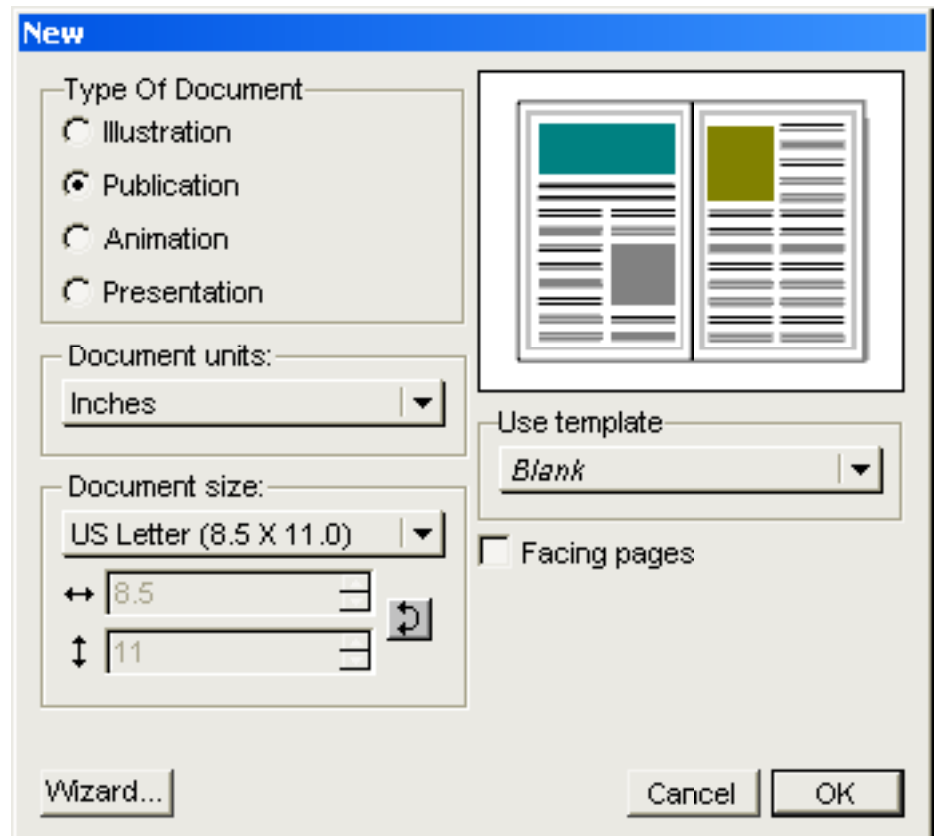 New
Type Of Document
Illustration
Publication
Animation
Presentation
Document units:
Inches
Document size:
US Letter (8.5 X 11.0)
8.5
11
Use template
Blank
Facing pages
Wizard...
Cancel
OK